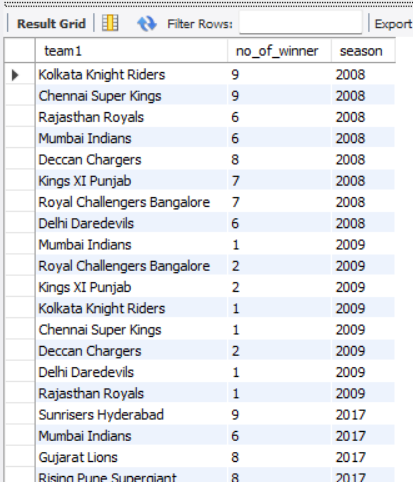 Result Grid Filter Rows: Export
team1 no_of_winner season
Kolkata Knight Riders 9 2008
Chennai Super Kings 9 2008
Rajasthan Royals 6 2008
Mumbai Indians 6 2008
Deccan Chargers 8 2008
Kings XI Punjab 7 2008
Royal Challengers Bangalore 7 2008
Delhi Daredevils 6 2008
Mumbai Indians 1 2009
Royal Challengers Bangalore 2 2009
Kings XI Punjab 2 2009
Kolkata Knight Riders 1 2009
Chennai Super Kings 1 2009
Deccan Chargers 2 2009
Delhi Daredevils 1 2009
Rajasthan Royals 1 2009
Sunrisers Hyderabad 9 2017
Mumbai Indians 6 2017
Gujarat Lions 8 2017
Rising Pune Supergiant 8 2017